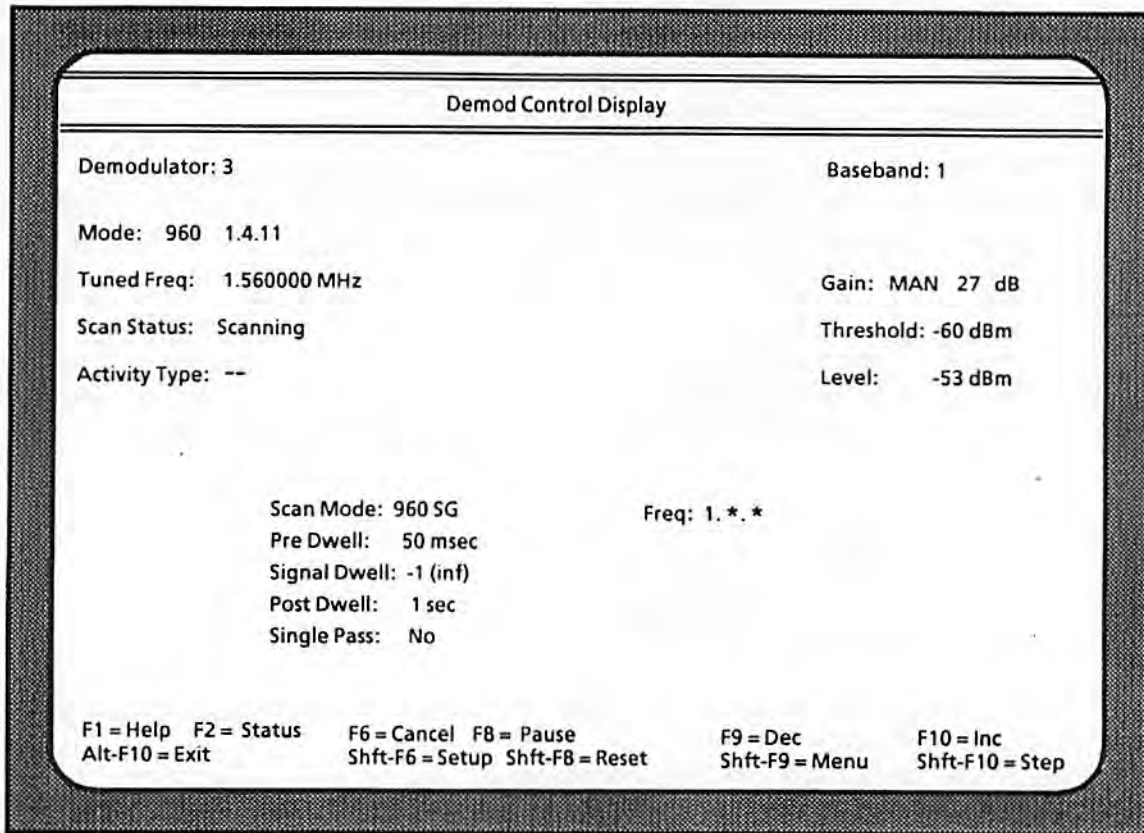 Demod Control Display
Demodulator: 3 Baseband: 1
Mode: 960 1.4.11
Tuned Freq: 1.560000 MHz Gain: MAN 27 dB
Scan Status: Scanning Threshold: -60 dBm
Activity Type: -- Level: -53 dBm
Scan Mode: 960 SG Freq: 1. *. *
Pre Dwell: 50 msec
Signal Dwell: -1 (inf)
Post Dwell: 1 sec
Single Pass: No
F1 = Help F2 = Status F6 = Cancel F8 = Pause F9 = Dec F10 = Inc
Alt-F10 = Exit Shft-F6 = Setup Shft-F8 = Reset Shft-F9 = Menu Shft-F10 = Step